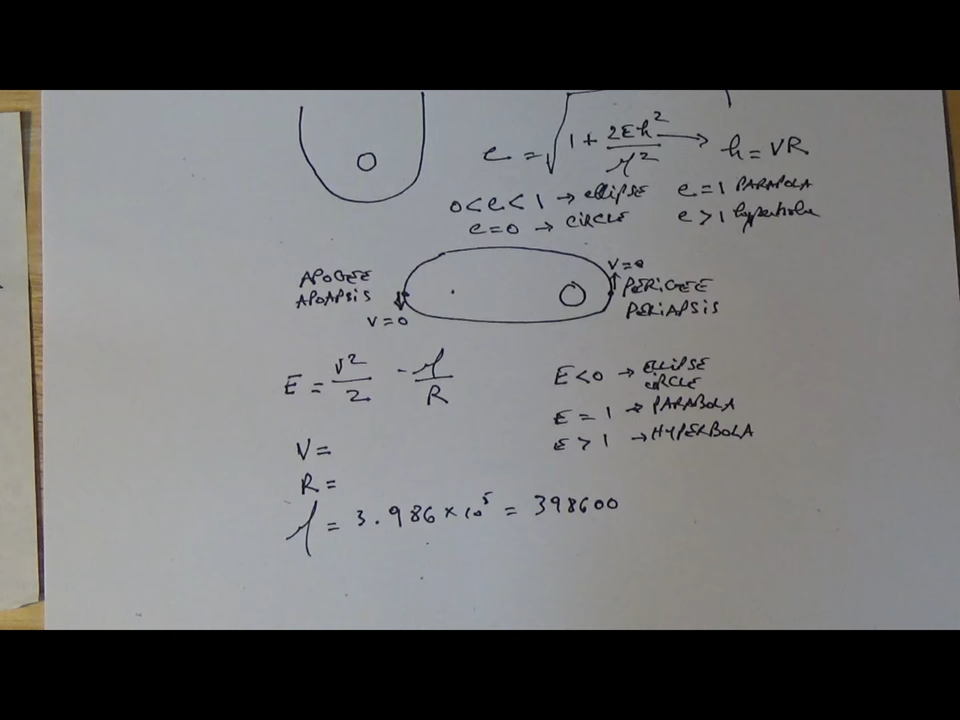 e = √1 + 2Eh² / μ² → h = VR
0 < e < 1 → ellipse
e = 1 PARABOLA
e = 0 → CIRCLE
e > 1 hyperbola
APOGEE
APOAPSIS
V = 0
V = 0
PERIGEE
PERIAPSIS
E = V² / 2 - μ / R
E < 0 → ELLIPSE
CIRCLE
E = 1 → PARABOLA
E > 1 → HYPERBOLA
V =
R =
μ = 3.986 × 10⁵ = 398600